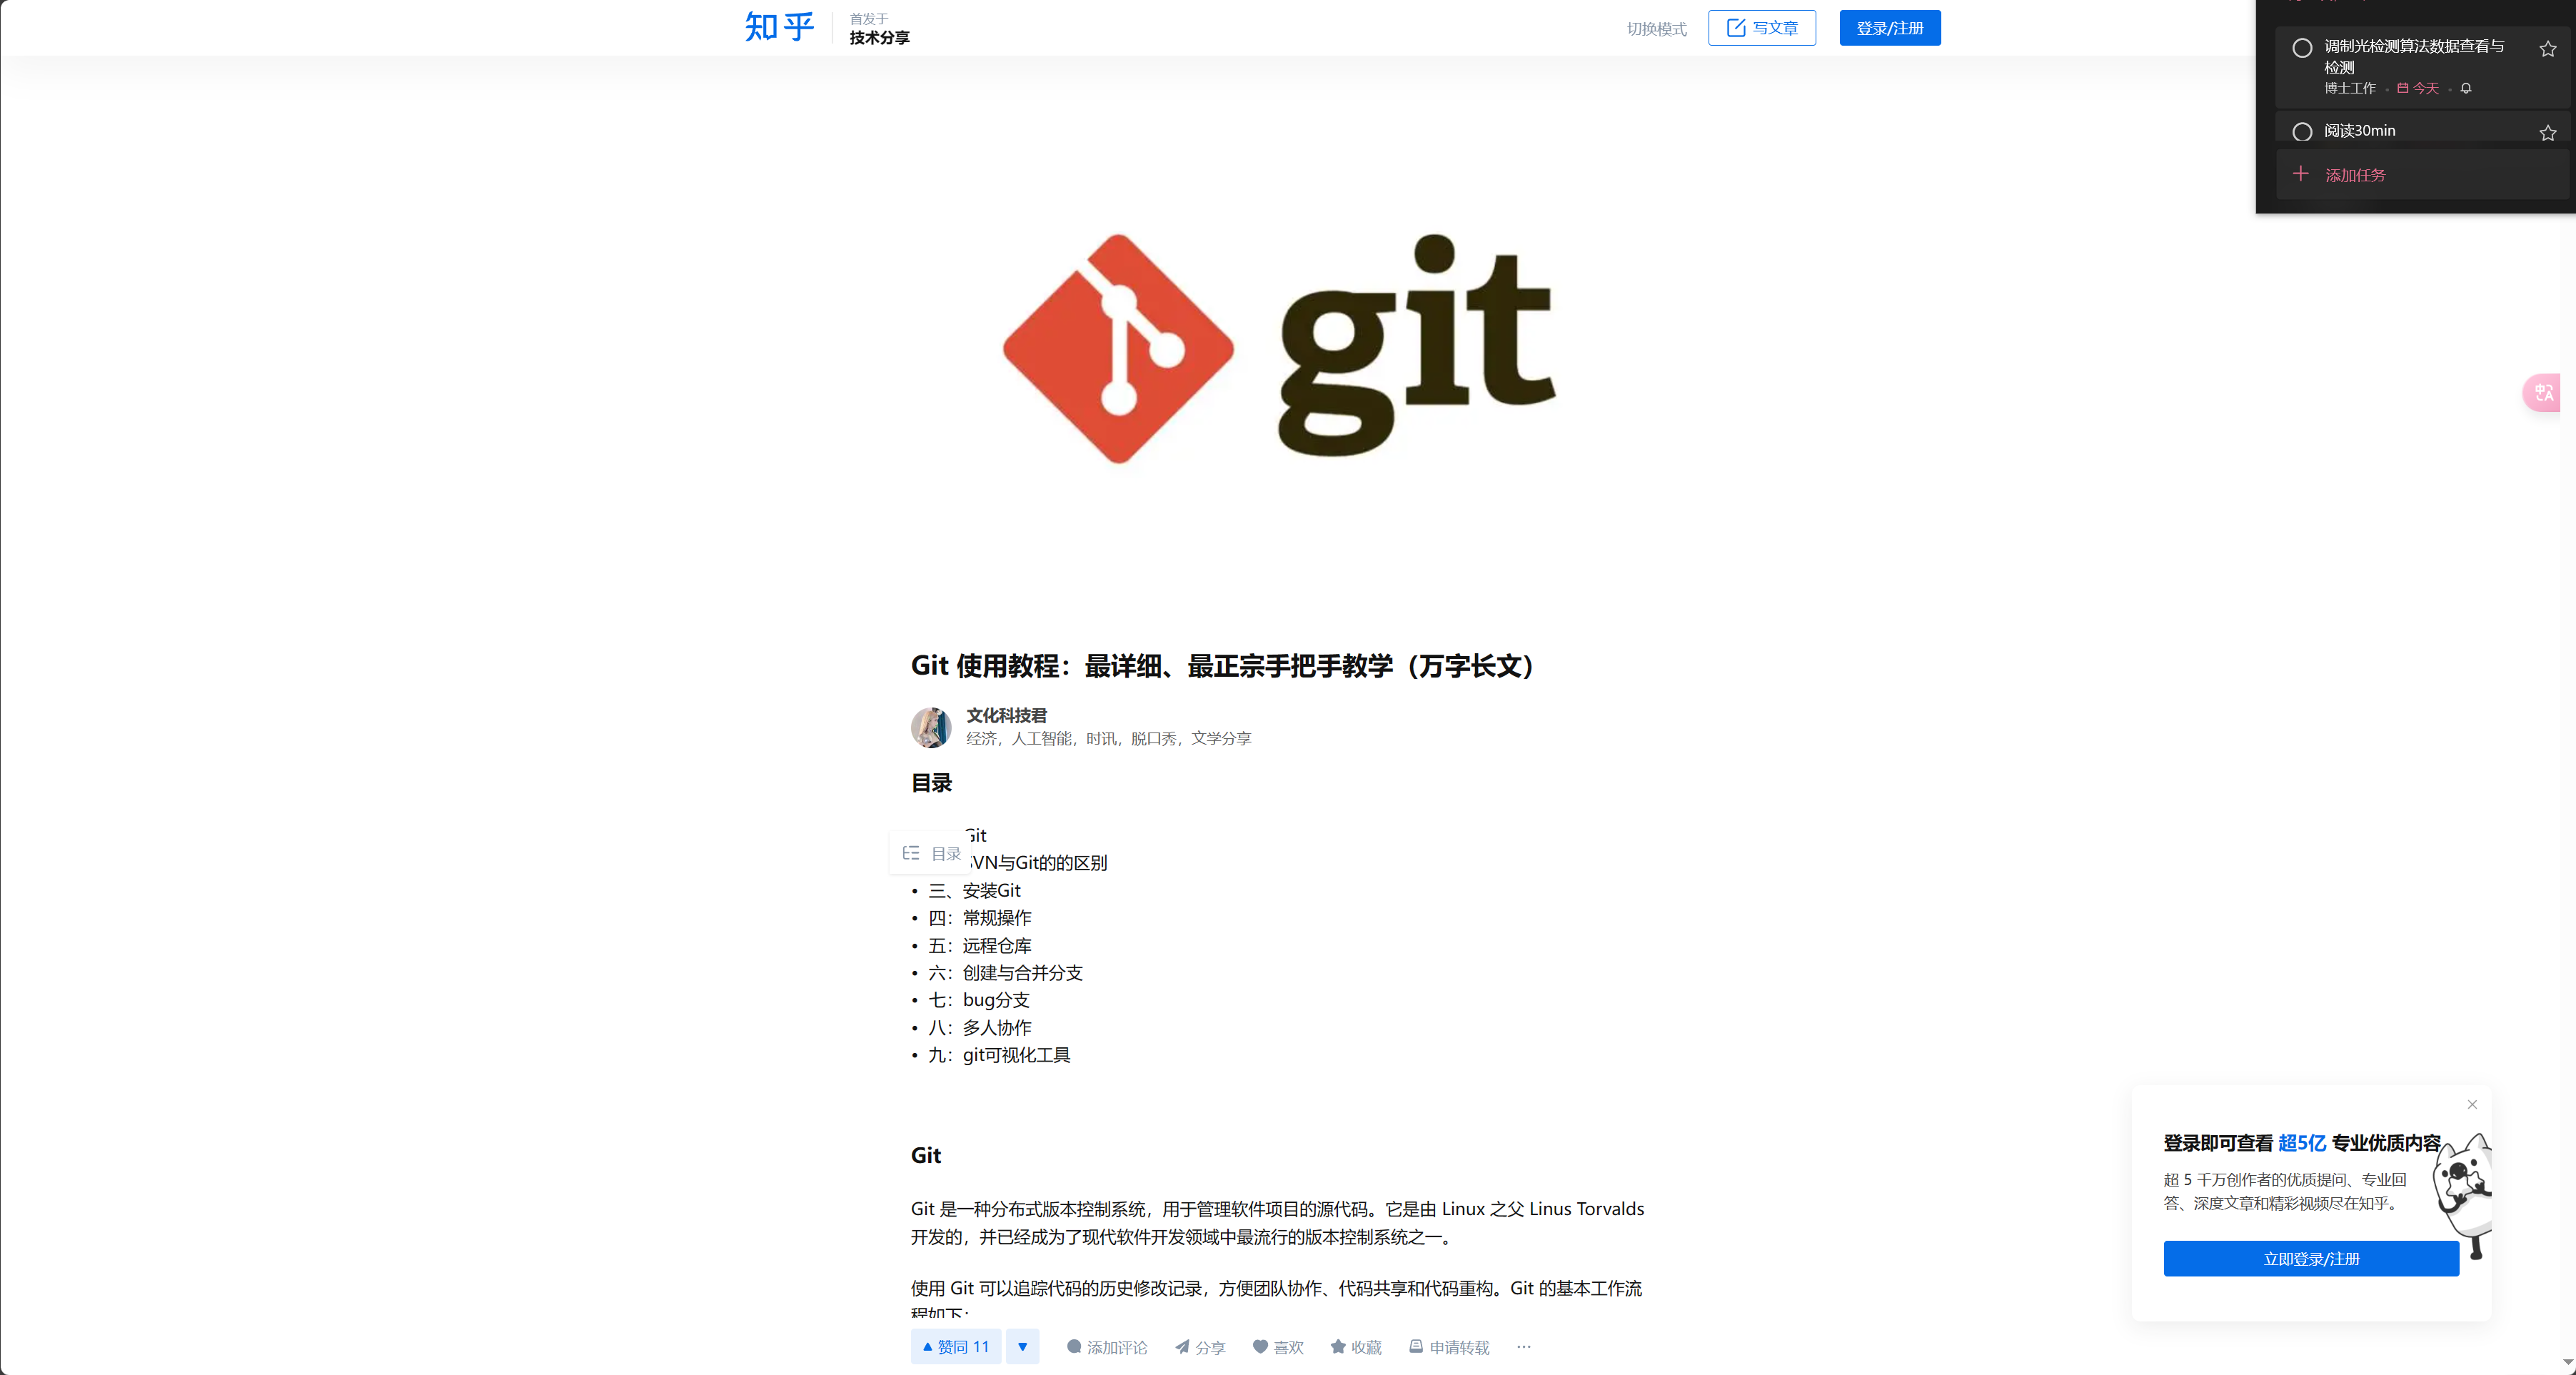 知乎
首发于
技术分享
切换模式
写文章
登录/注册
调制光检测算法数据查看与
检测
博士工作 • 今天 •
阅读30min
添加任务
git
Git 使用教程：最详细、最正宗手把手教学（万字长文）
文化科技君
经济，人工智能，时讯，脱口秀，文学分享
目录
Git
目录
SVN与Git的的区别
• 三、安装Git
• 四：常规操作
• 五：远程仓库
• 六：创建与合并分支
• 七：bug分支
• 八：多人协作
• 九：git可视化工具
Git
Git 是一种分布式版本控制系统，用于管理软件项目的源代码。它是由 Linux 之父 Linus Torvalds
开发的，并已经成为了现代软件开发领域中最流行的版本控制系统之一。
使用 Git 可以追踪代码的历史修改记录，方便团队协作、代码共享和代码重构。Git 的基本工作流
程如下：
赞同 11
添加评论
分享
喜欢
收藏
申请转载
登录即可查看 超5亿 专业优质内容
超 5 千万创作者的优质提问、专业回
答、深度文章和精彩视频尽在知乎。
立即登录/注册